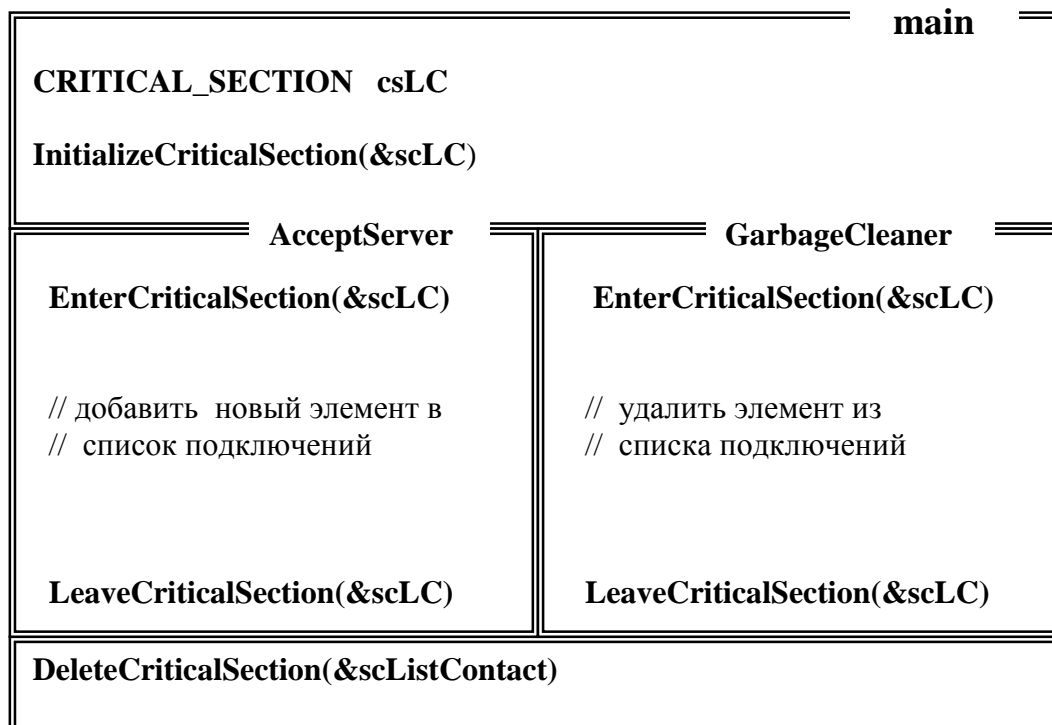 main
CRITICAL_SECTION csLC
InitializeCriticalSection(&scLC)
AcceptServer
EnterCriticalSection(&scLC)
// добавить новый элемент в
// список подключений
LeaveCriticalSection(&scLC)
GarbageCleaner
EnterCriticalSection(&scLC)
// удалить элемент из
// списка подключений
LeaveCriticalSection(&scLC)
DeleteCriticalSection(&scListContact)